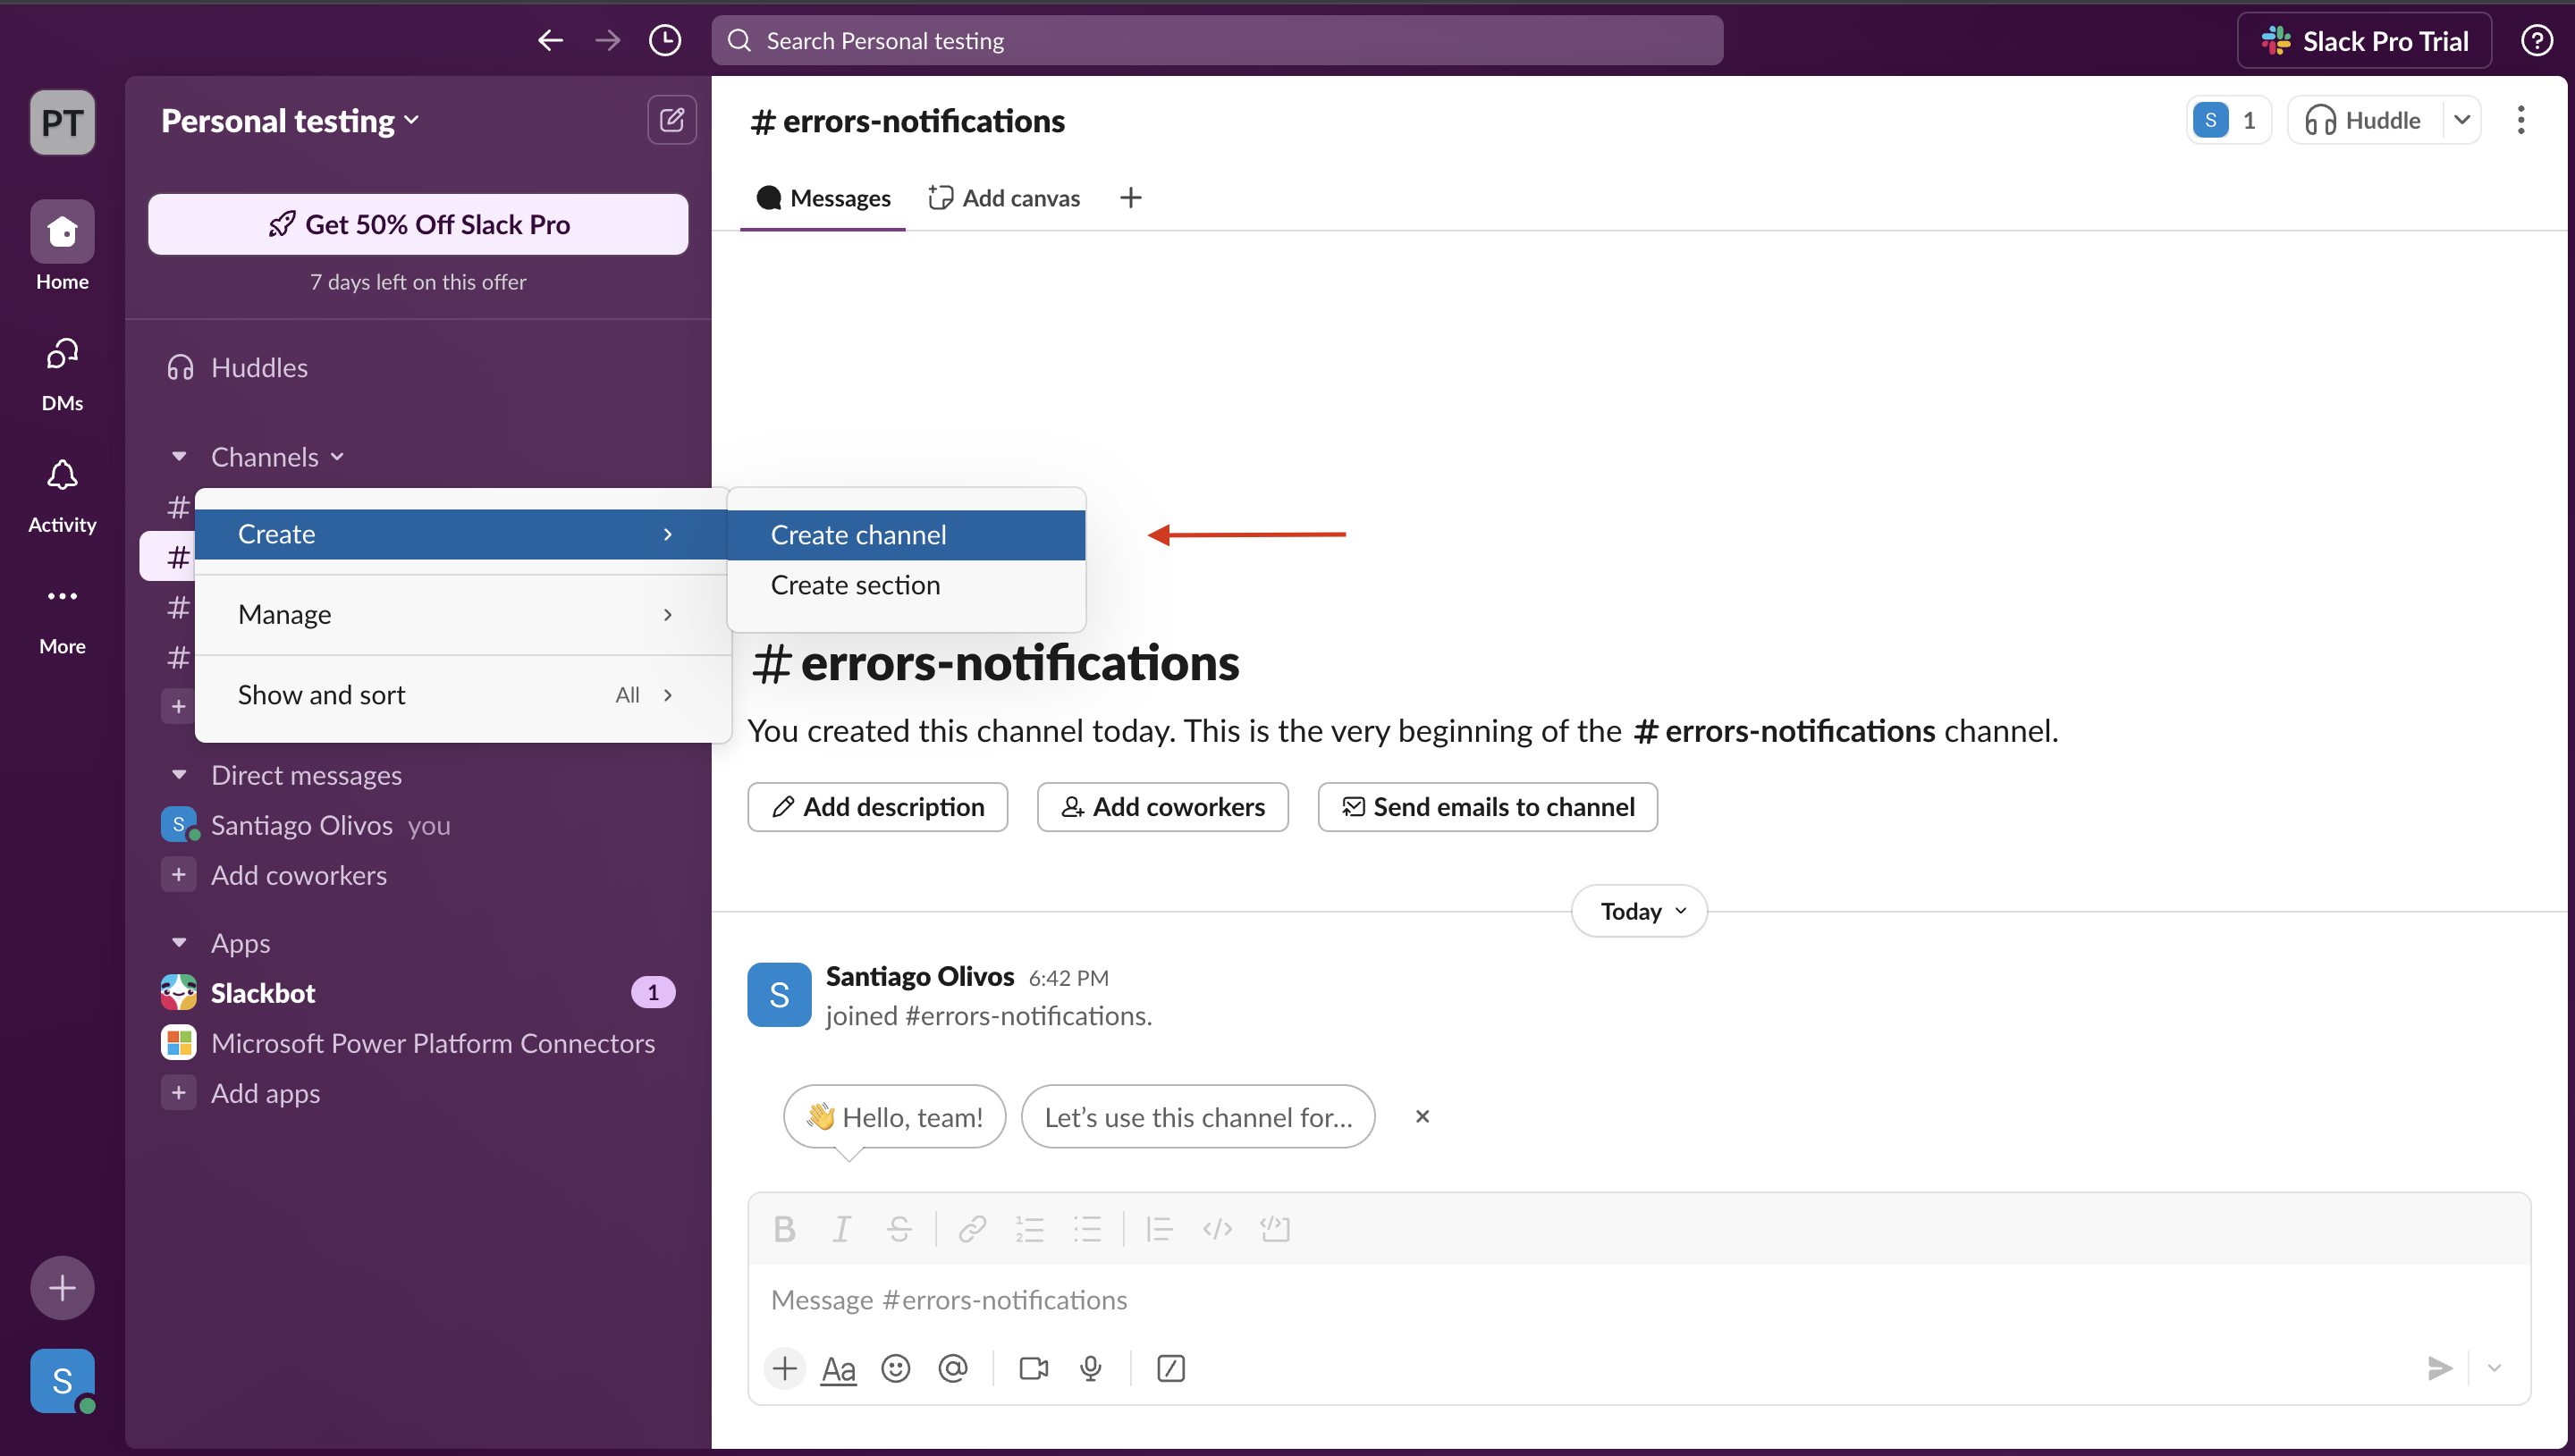 Search Personal testing
Slack Pro Trial
PT
Home
DMs
Activity
More
S
Personal testing
Get 50% Off Slack Pro
7 days left on this offer
Huddles
Channels
Create
Manage
Show and sort All
Create channel
Create section
Direct messages
S Santiago Olivos you
Add coworkers
Apps
Slackbot 1
Microsoft Power Platform Connectors
Add apps
# errors-notifications
S 1
Huddle
Messages
Add canvas
# errors-notifications
You created this channel today. This is the very beginning of the # errors-notifications channel.
Add description
Add coworkers
Send emails to channel
Today
S
Santiago Olivos 6:42 PM
joined #errors-notifications.
👋 Hello, team!
Let’s use this channel for...
Message #errors-notifications
Aa